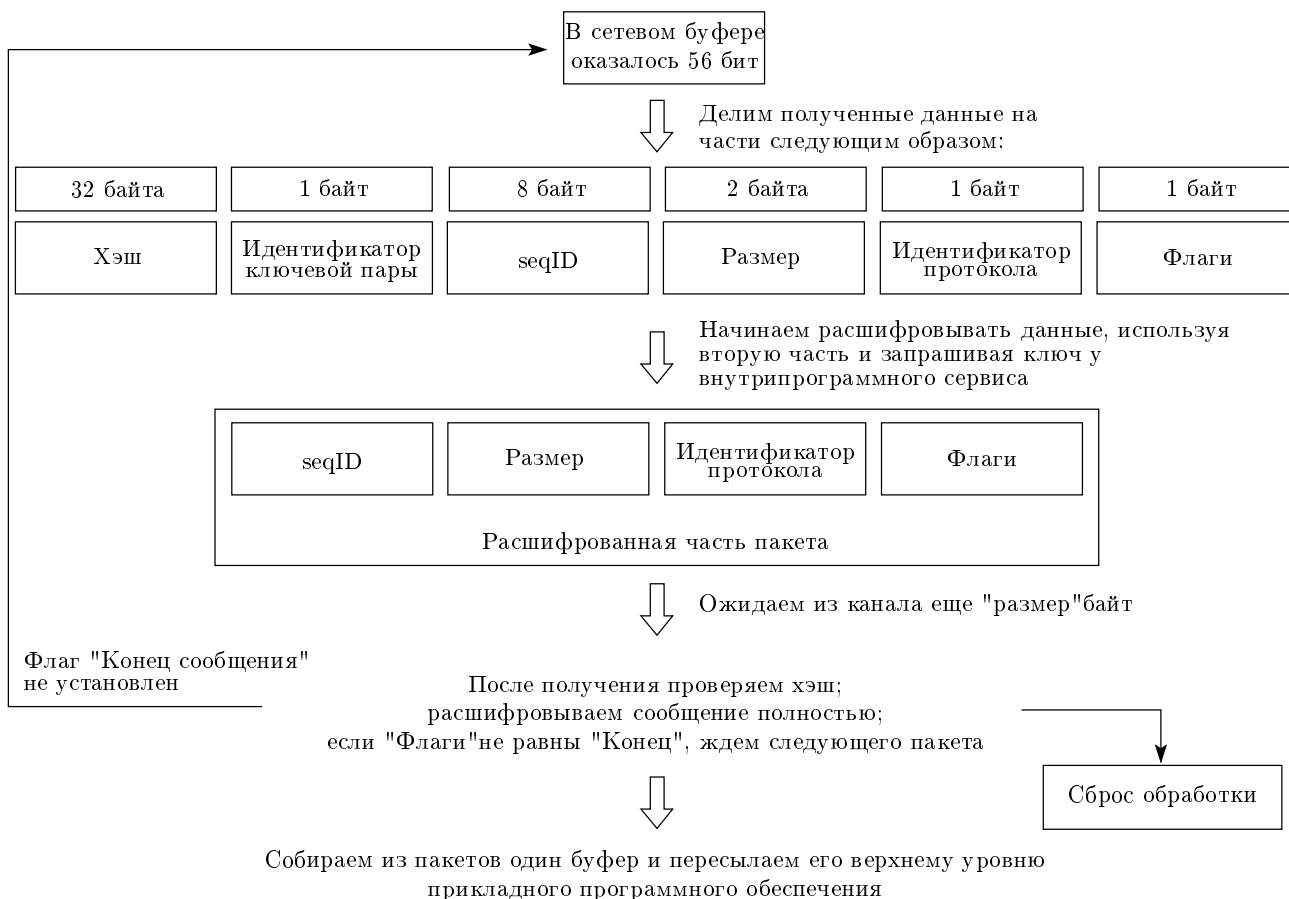 В сетевом буфере
оказалось 56 бит
Делим полученные данные на
части следующим образом:
32 байта
1 байт
8 байт
2 байта
1 байт
1 байт
Хэш
Идентификатор
ключевой пары
seqID
Размер
Идентификатор
протокола
Флаги
Начинаем расшифровывать данные, используя
вторую часть и запрашивая ключ у
внутрипрограммного сервиса
seqID
Размер
Идентификатор
протокола
Флаги
Расшифрованная часть пакета
Ожидаем из канала еще "размер"байт
Флаг "Конец сообщения"
не установлен
После получения проверяем хэш;
расшифровываем сообщение полностью;
если "Флаги"не равны "Конец", ждем следующего пакета
Сброс обработки
Собираем из пакетов один буфер и пересылаем его верхнему уровню
прикладного программного обеспечения